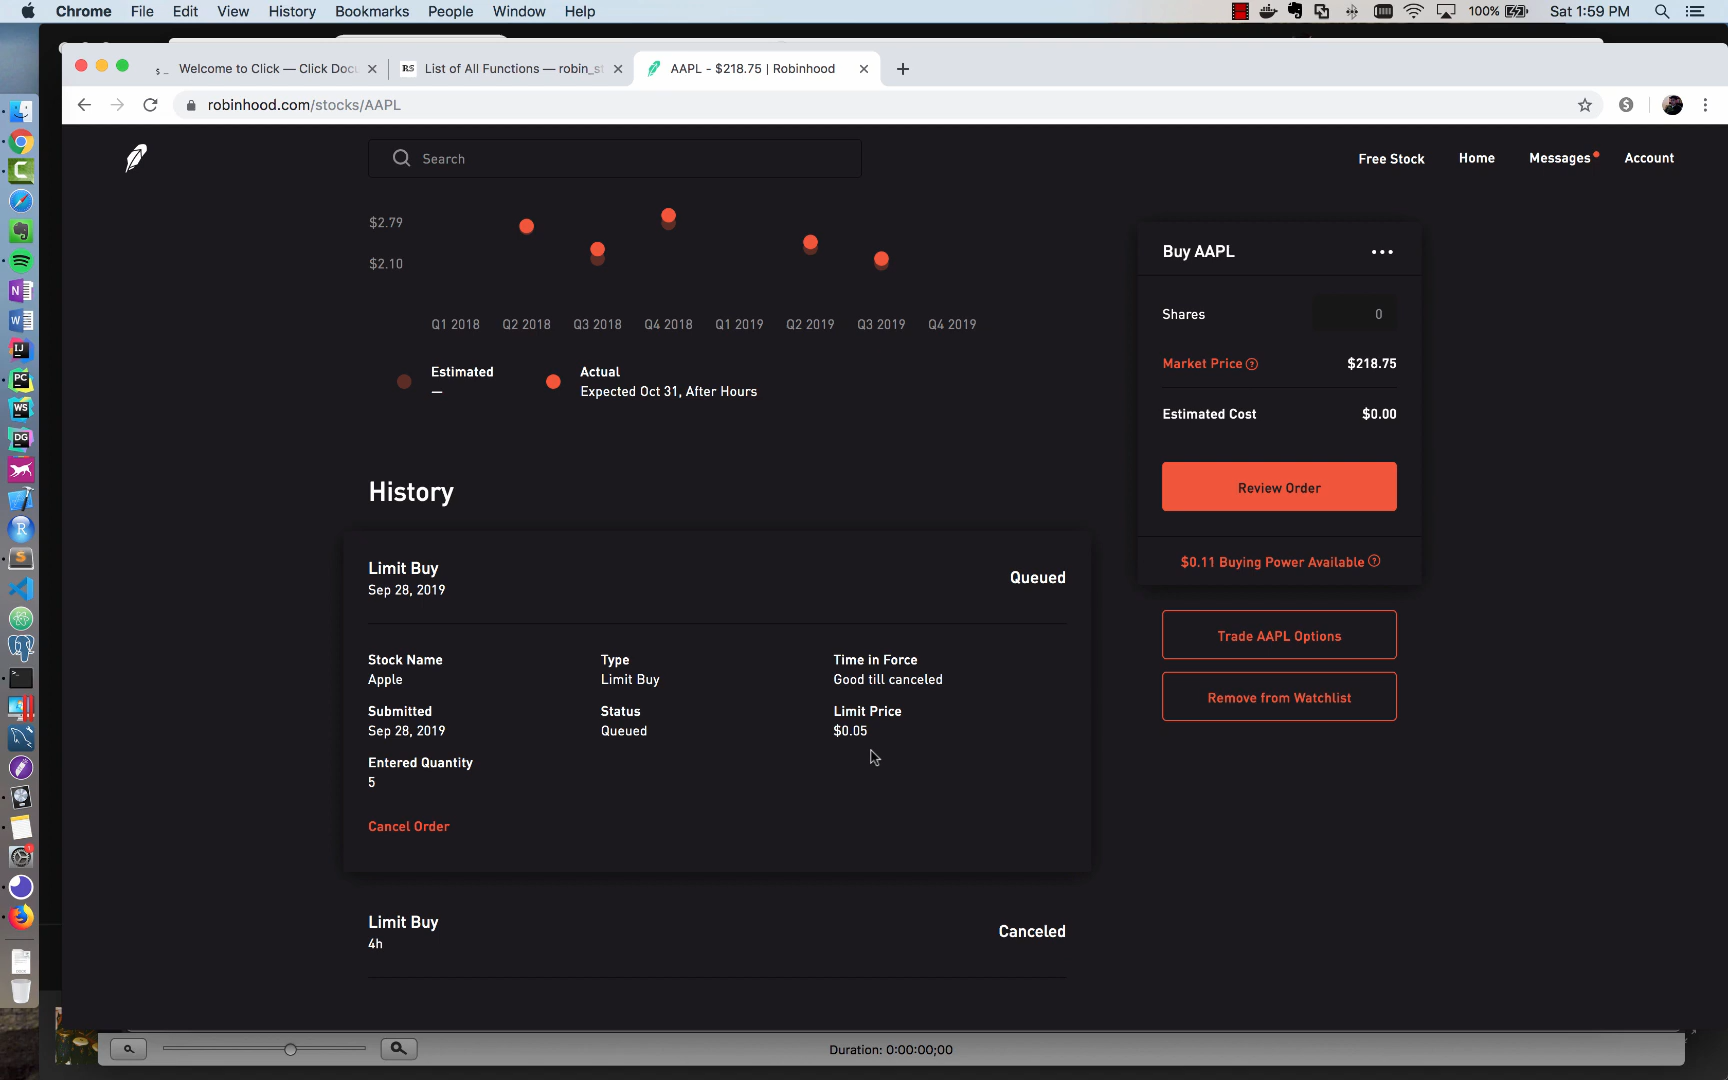 Chrome File Edit View History Bookmarks People Window Help 100% Sat 1:59 PM
Welcome to Click — Click Docu
RS List of All Functions — robin_st
AAPL - $218.75 | Robinhood
robinhood.com/stocks/AAPL
Search
Free Stock Home Messages Account
$2.79
$2.10
Q1 2018 Q2 2018 Q3 2018 Q4 2018 Q1 2019 Q2 2019 Q3 2019 Q4 2019
Estimated
—
Actual
Expected Oct 31, After Hours
History
Limit Buy
Sep 28, 2019
Queued
Stock Name
Apple
Type
Limit Buy
Time in Force
Good till canceled
Submitted
Sep 28, 2019
Status
Queued
Limit Price
$0.05
Entered Quantity
5
Cancel Order
Limit Buy
4h
Canceled
Buy AAPL
Shares 0
Market Price $218.75
Estimated Cost $0.00
Review Order
$0.11 Buying Power Available
Trade AAPL Options
Remove from Watchlist
Duration: 0:00:00;00